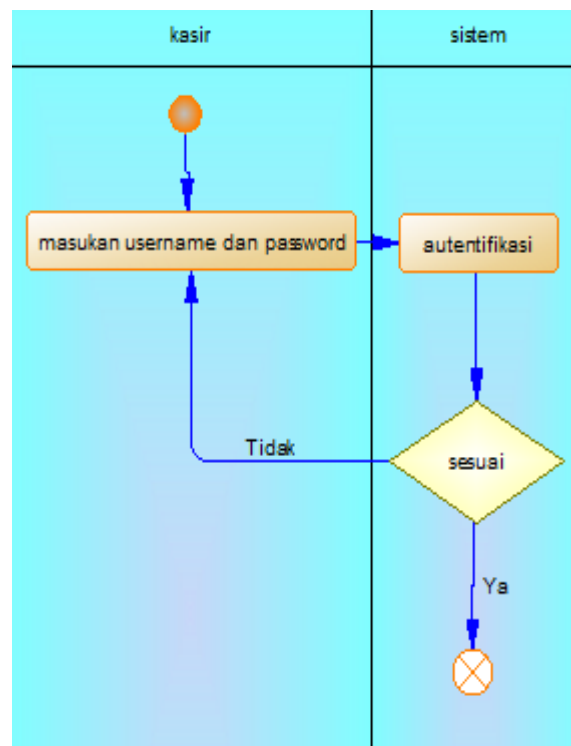 kasir
sistem
masukan username dan password
autentifikasi
sesuai
Tidak
Ya